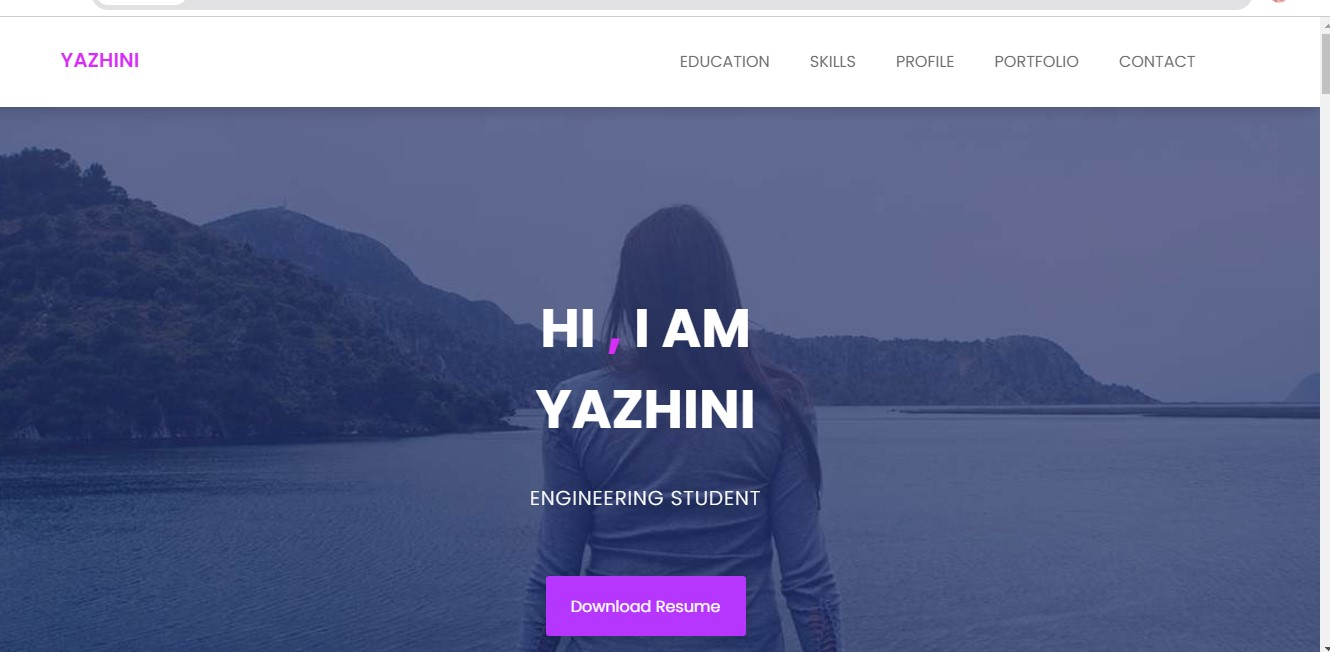 YAZHINI
EDUCATION SKILLS PROFILE PORTFOLIO CONTACT
HI , I AM
YAZHINI
ENGINEERING STUDENT
Download Resume